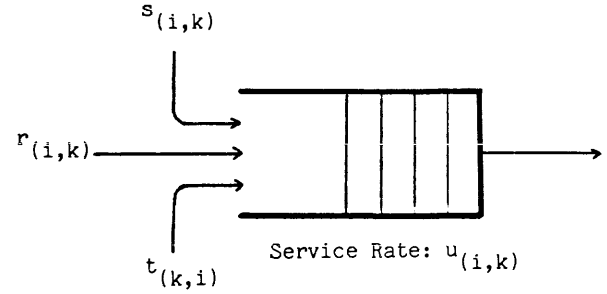 s(i,k)
r(i,k)
t(k,i)
Service Rate: u(i,k)